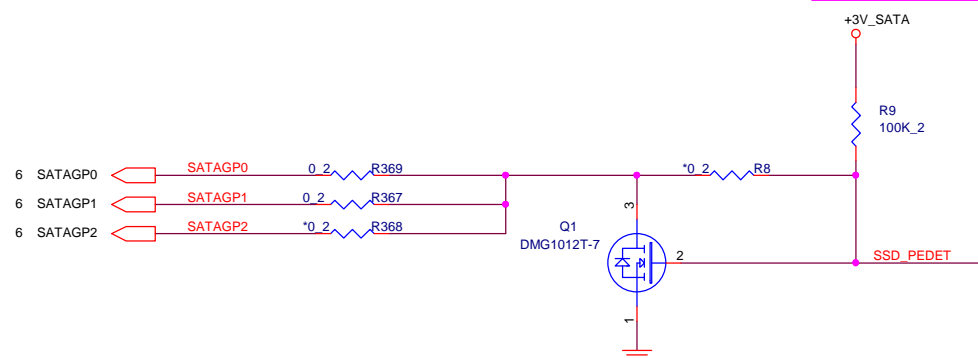 +3V_SATA
R9
100K_2
6 SATAGP0 SATAGP0 0_2 R369 *0_2 R8
6 SATAGP1 SATAGP1 0_2 R367
6 SATAGP2 SATAGP2 *0_2 R368
3
Q1
DMG1012T-7
2
SSD_PEDET
1